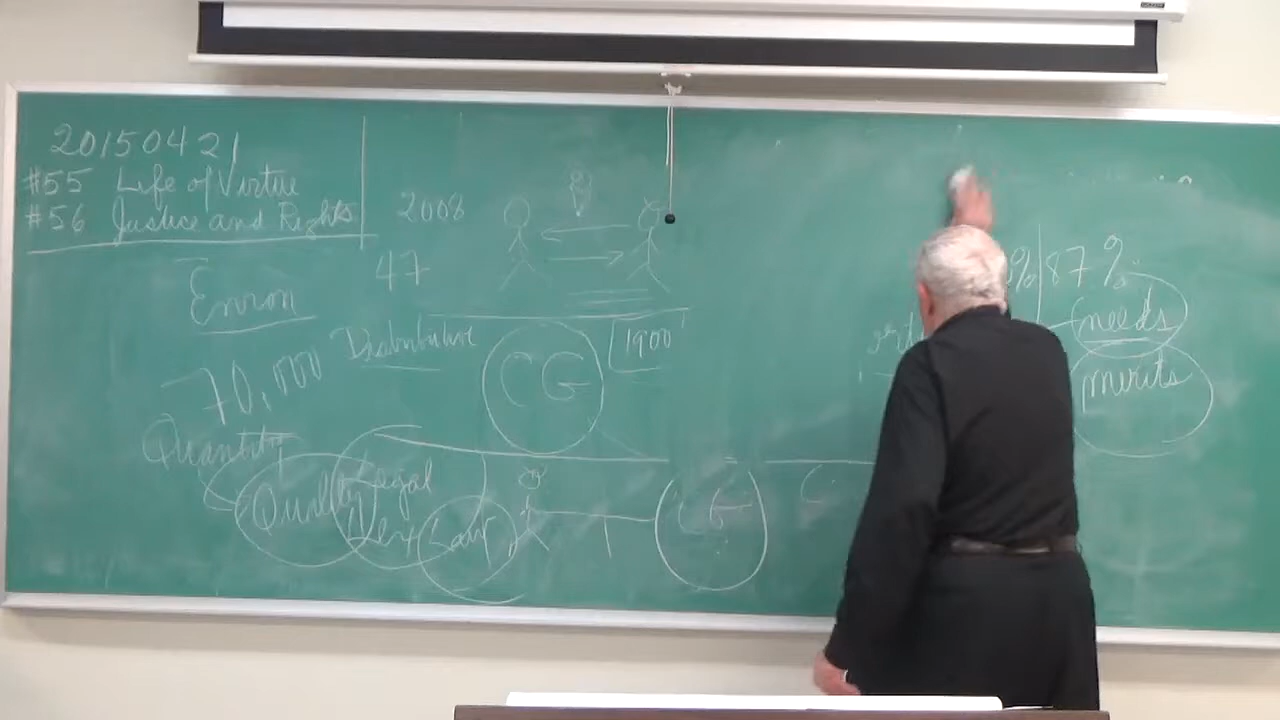 20150421
#55 Life of Virtue
#56 Justice and Rights
2008
Enron
47
Distributive
70,000
Quantity
Quality
Legal
CG
1900
CG
87%
needs
merits